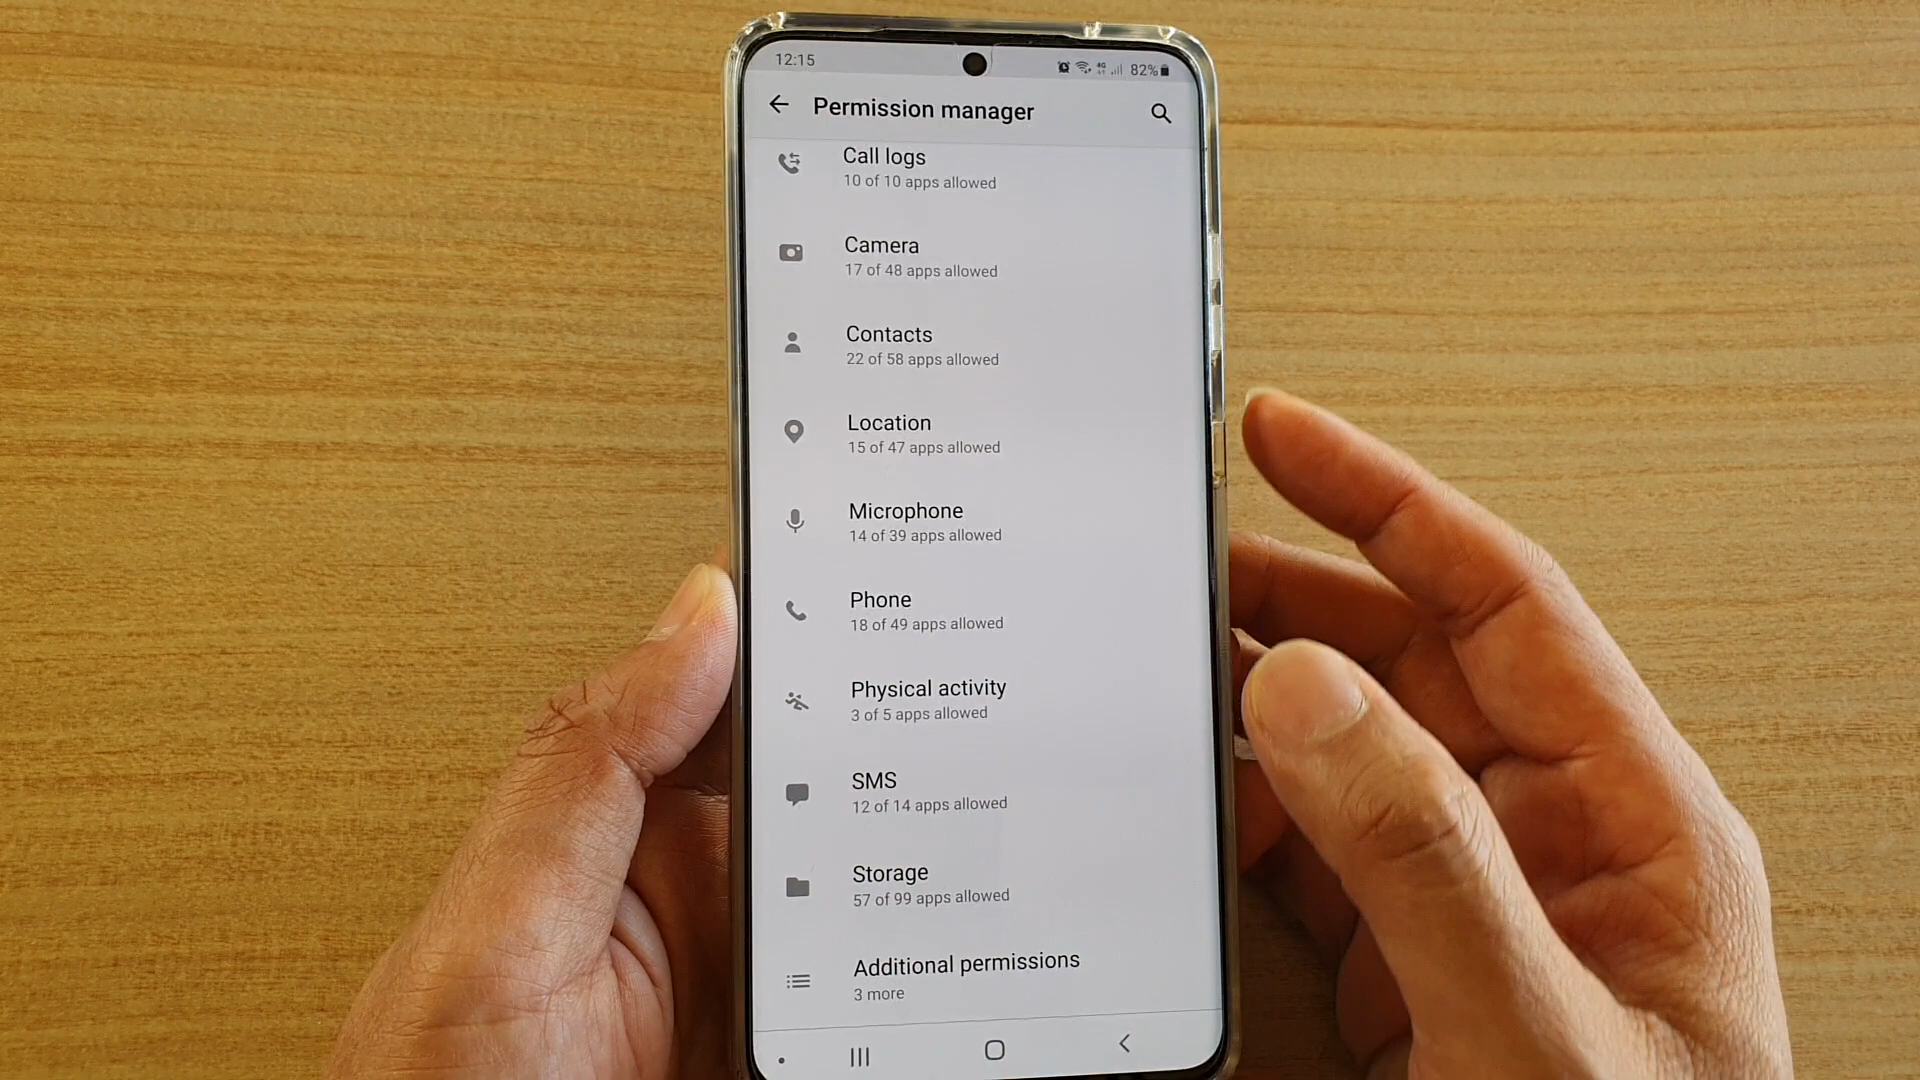 12:15
4G
82%
Permission manager
Call logs
10 of 10 apps allowed
Camera
17 of 48 apps allowed
Contacts
22 of 58 apps allowed
Location
15 of 47 apps allowed
Microphone
14 of 39 apps allowed
Phone
18 of 49 apps allowed
Physical activity
3 of 5 apps allowed
SMS
12 of 14 apps allowed
Storage
57 of 99 apps allowed
Additional permissions
3 more